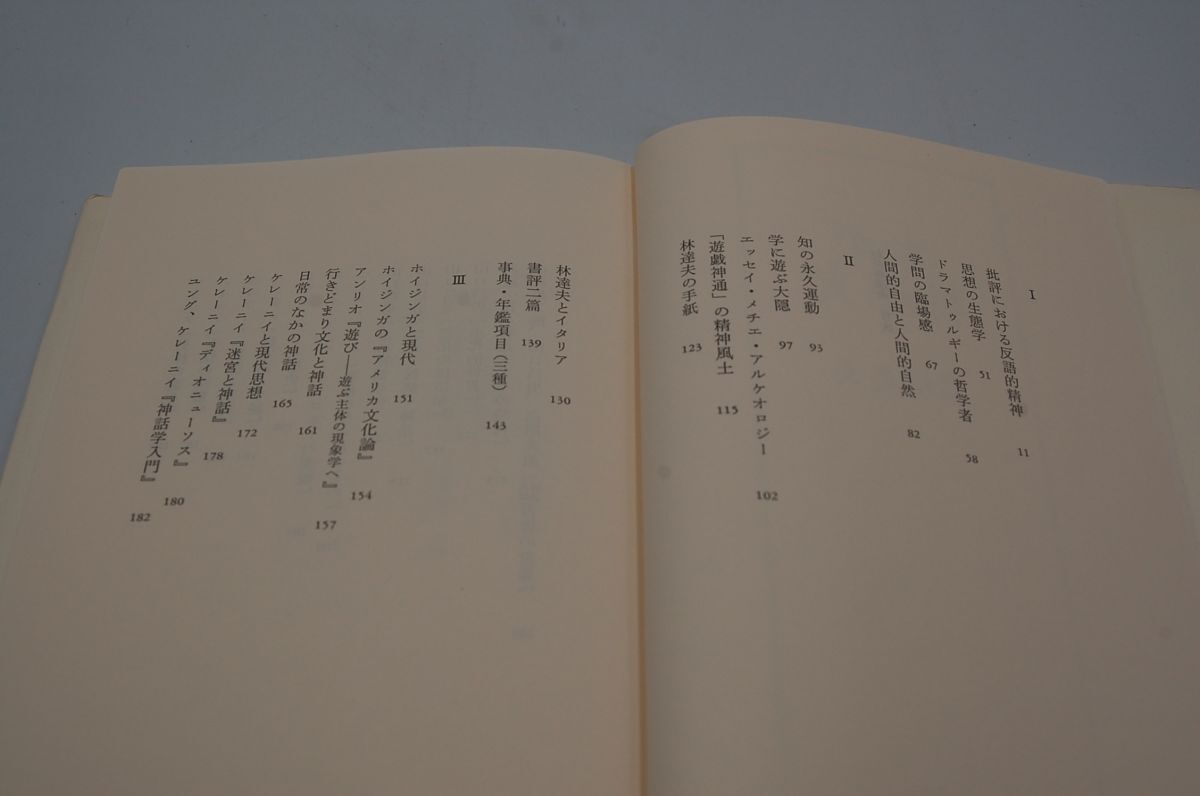 I
批評における反語的精神 11
思想の生態学 51
ドラマトゥルギーの哲学者 58
学問の臨場感 67
人間的自由と人間的自然 82
II
知の永久運動 93
学に遊ぶ大隠 97
エッセイ・メチエ・アルケオロジー 102
「遊戯神通」の精神風土 115
林達夫の手紙 123
林達夫とイタリア 130
書評二篇 139
事典・年鑑項目（三種） 143
III
ホイジンガと現代 151
ホイジンガの『アメリカ文化論』 154
アンリオ『遊び──遊ぶ主体の現象学へ』 157
行きどまり文化と神話 161
日常のなかの神話 165
ケレーニイと現代思想 172
ケレーニイ『迷宮と神話』 178
ケレーニイ『ディオニューソス』 180
ユング、ケレーニイ『神話学入門』 182